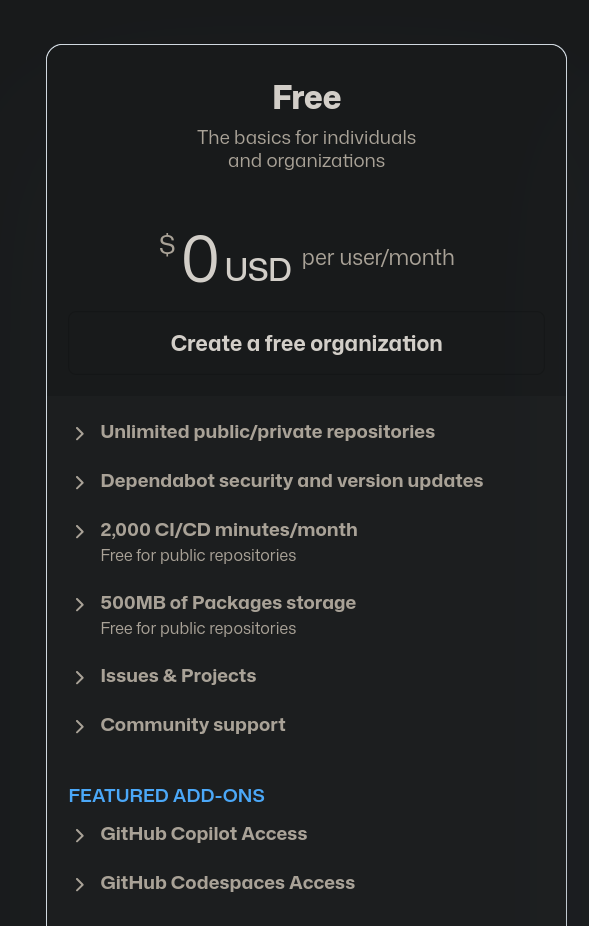 Free
The basics for individuals
and organizations
$0 USD per user/month
Create a free organization
Unlimited public/private repositories
Dependabot security and version updates
2,000 CI/CD minutes/month
Free for public repositories
500MB of Packages storage
Free for public repositories
Issues & Projects
Community support
FEATURED ADD-ONS
GitHub Copilot Access
GitHub Codespaces Access